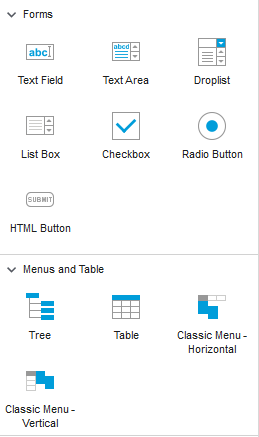 Forms
abc
abcd
Text Field
Text Area
Droplist
List Box
Checkbox
Radio Button
SUBMIT
HTML Button
Menus and Table
Tree
Table
Classic Menu -
Horizontal
Classic Menu -
Vertical